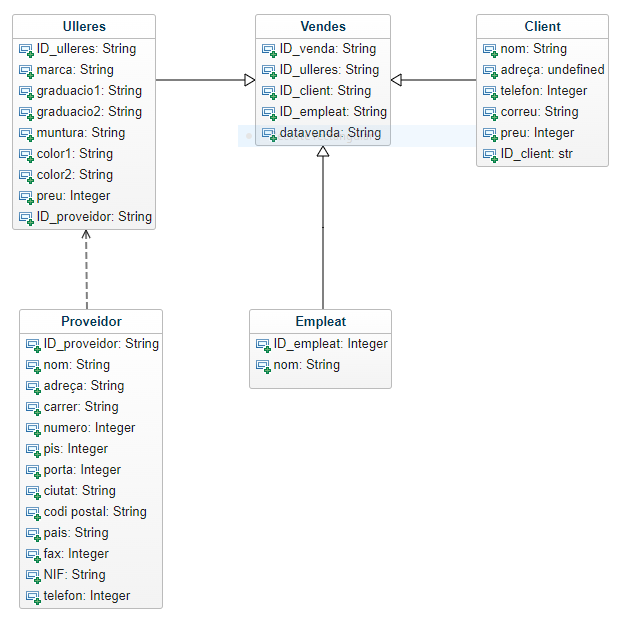 Ulleres
ID_ulleres: String
marca: String
graduacio1: String
graduacio2: String
muntura: String
color1: String
color2: String
preu: Integer
ID_proveidor: String
Vendes
ID_venda: String
ID_ulleres: String
ID_client: String
ID_empleat: String
datavenda: String
Client
nom: String
adreça: undefined
telefon: Integer
correu: String
preu: Integer
ID_client: str
Proveidor
ID_proveidor: String
nom: String
adreça: String
carrer: String
numero: Integer
pis: Integer
porta: Integer
ciutat: String
codi postal: String
pais: String
fax: Integer
NIF: String
telefon: Integer
Empleat
ID_empleat: Integer
nom: String